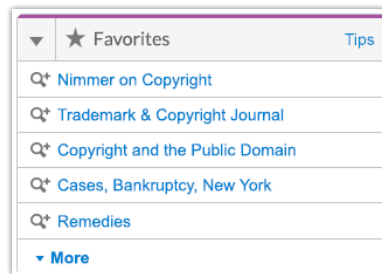 Favorites Tips
Nimmer on Copyright
Trademark & Copyright Journal
Copyright and the Public Domain
Cases, Bankruptcy, New York
Remedies
More